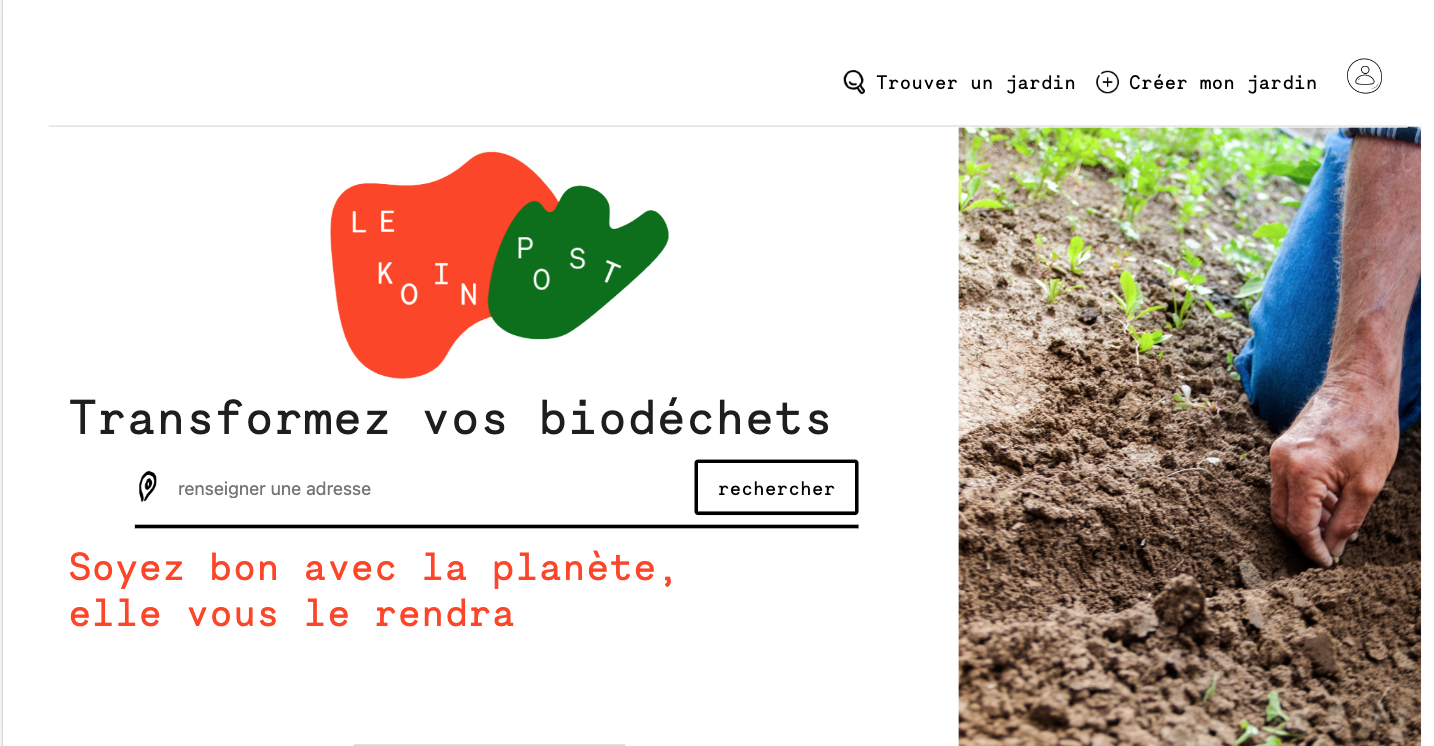 Trouver un jardin
Créer mon jardin
LE
KOIN
POST
Transformez vos biodéchets
renseigner une adresse
rechercher
Soyez bon avec la planète,
elle vous le rendra